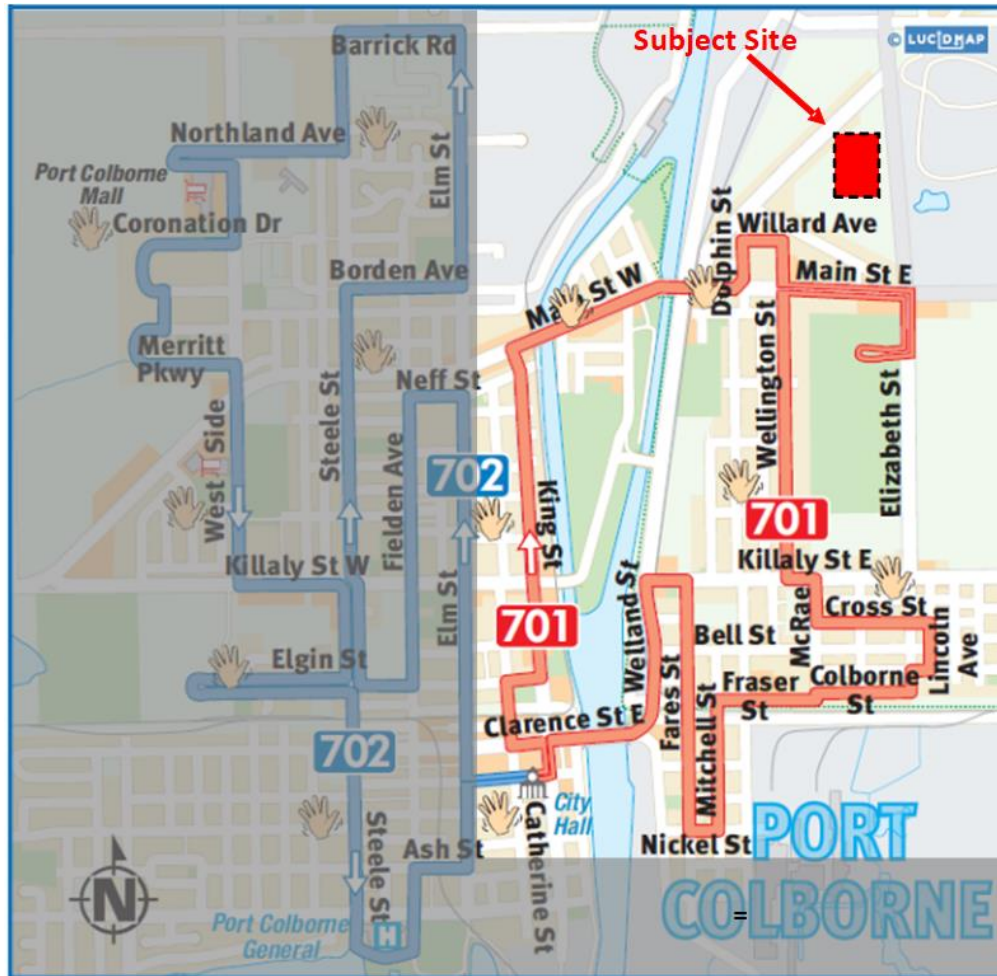 Barrick Rd
Subject Site
© LUCIDMAP
Northland Ave
Elm St
Port Colborne
Mall
Coronation Dr
Dolphin St
Willard Ave
Borden Ave
Main St W
Main St E
Merritt
Pkwy
Neff St
Steele St
Wellington St
Elizabeth St
West Side
Fielden Ave
702
King St
701
Killaly St W
Elm St
Welland St
Killaly St E
701
McRae
Cross St
Bell St
Lincoln
Ave
Elgin St
Fares St
Fraser
St
Colborne
St
Mitchell St
Clarence St E
702
City
Hall
Catherine St
Steele St
Ash St
Nickel St
PORT
COLBORNE
=
N
Port Colborne
General
H